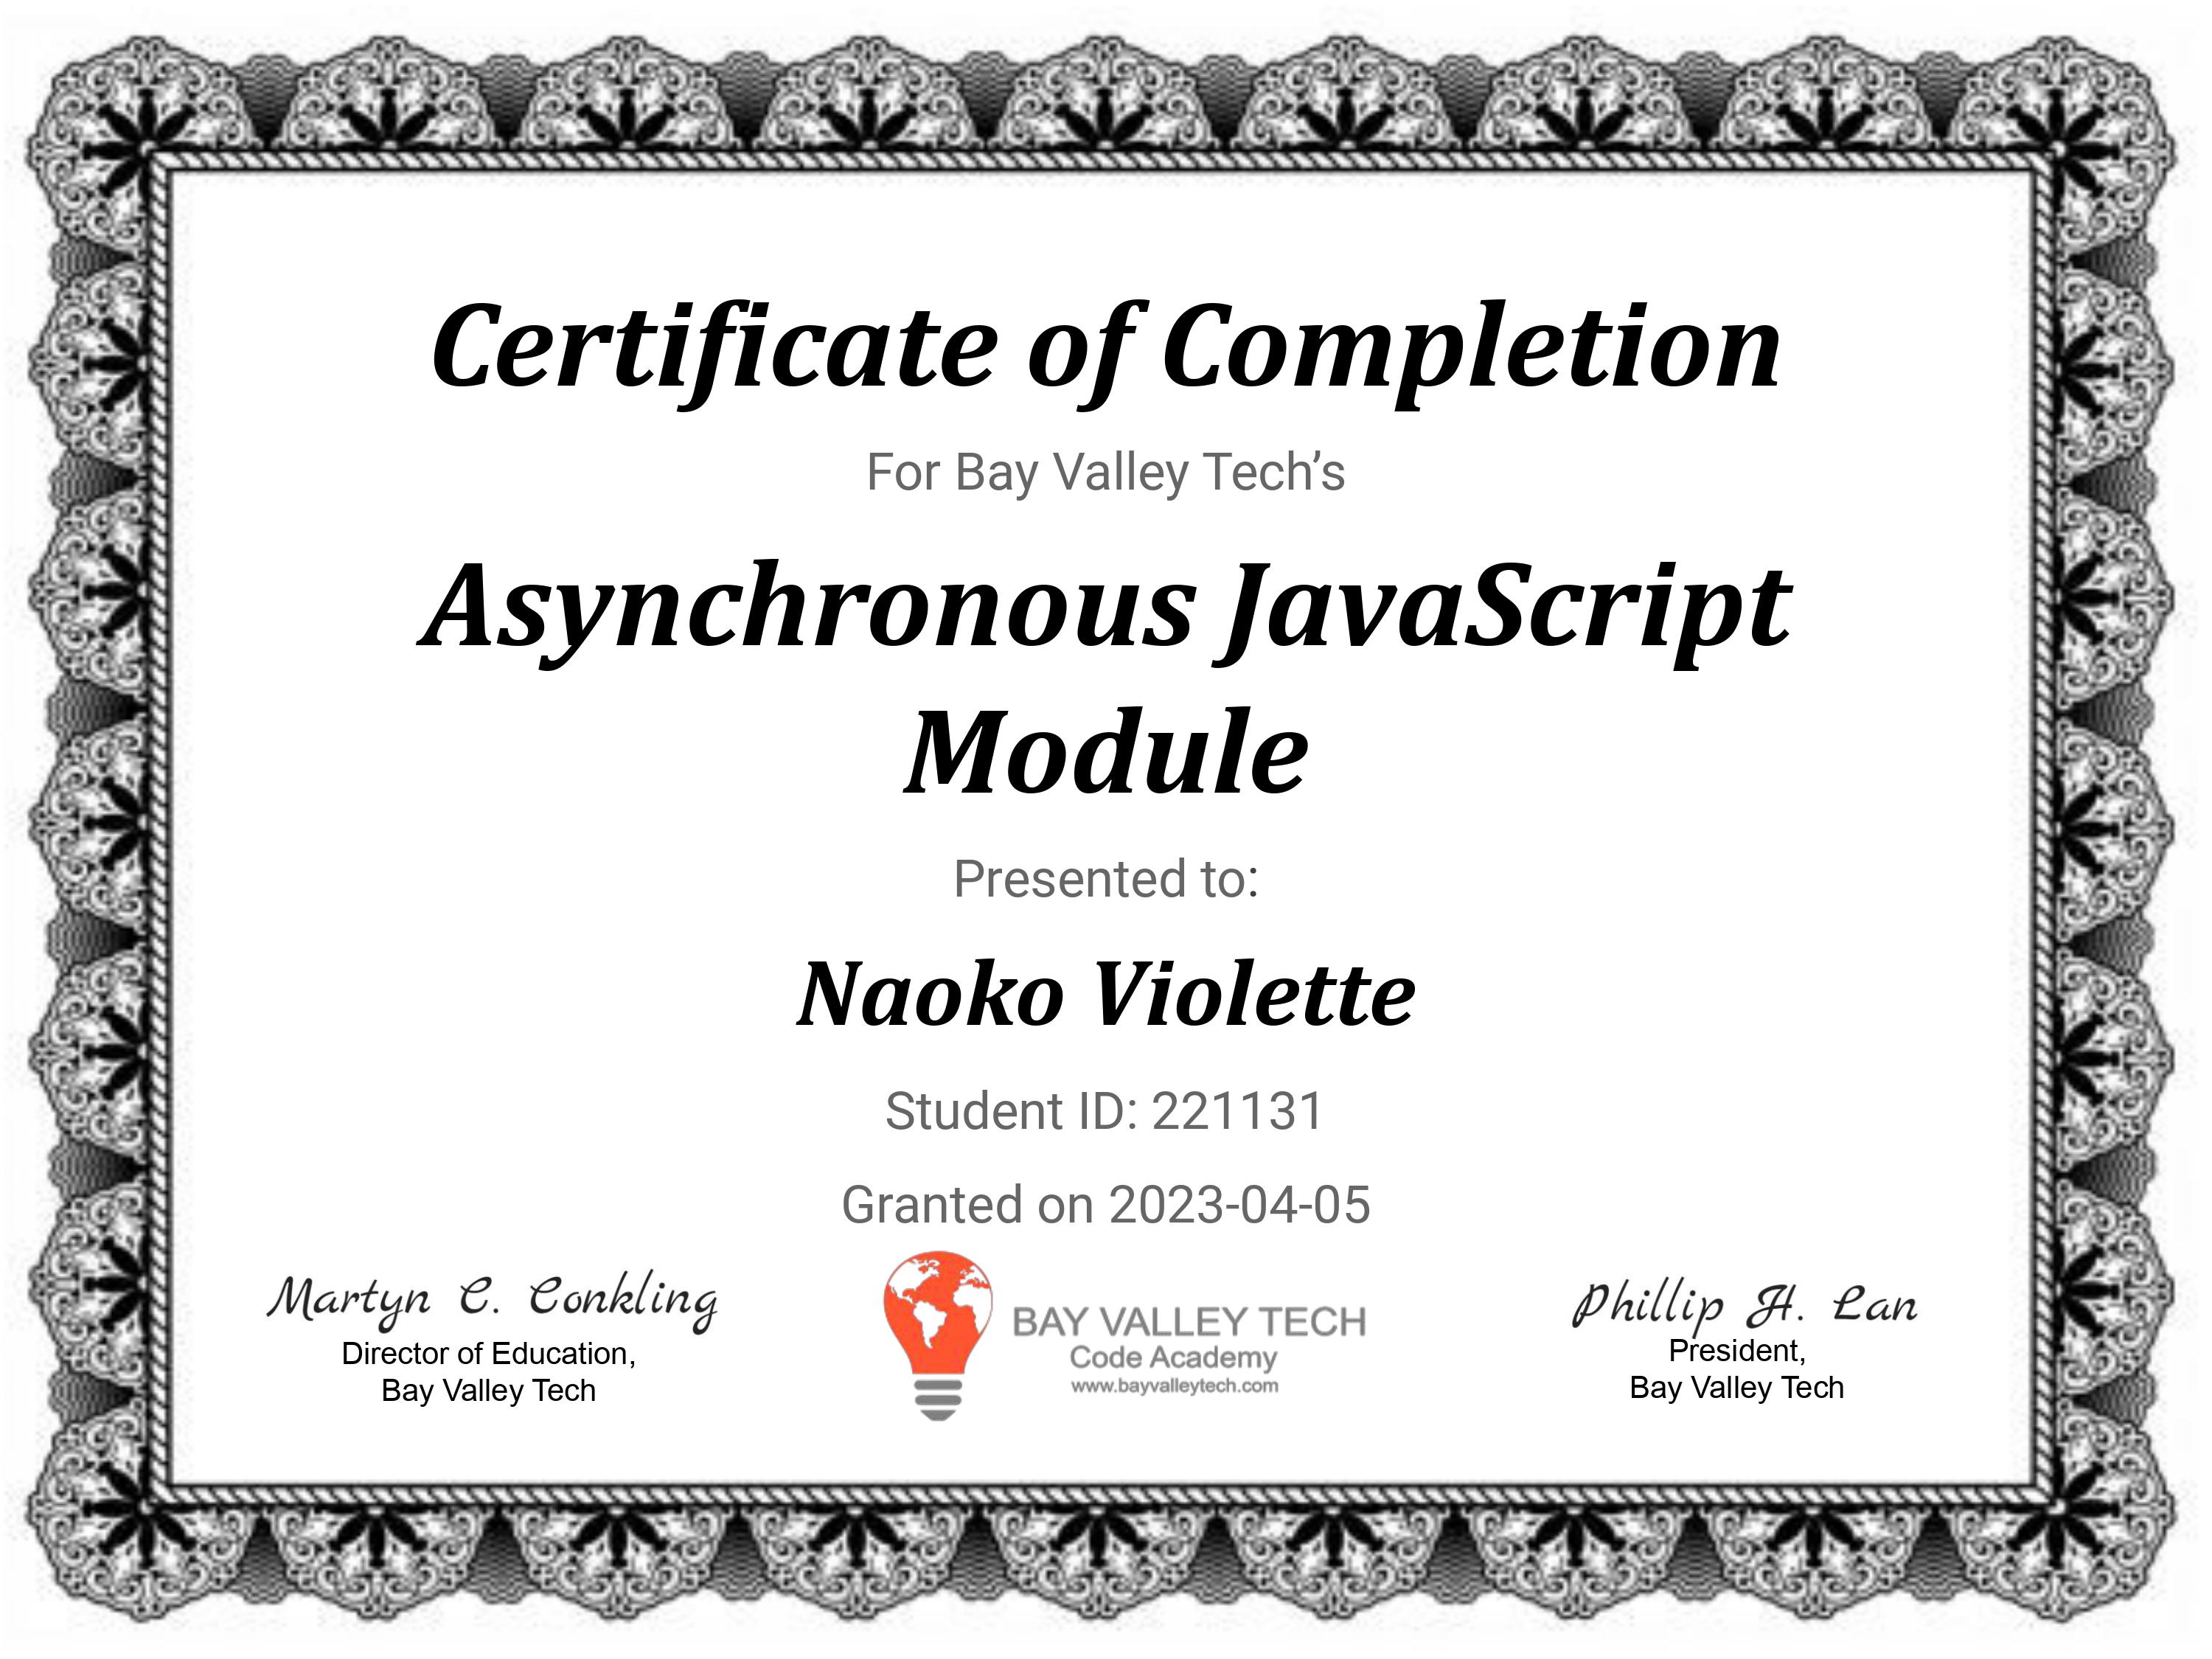 Certificate of Completion
For Bay Valley Tech’s
Asynchronous JavaScript
Module
Presented to:
Naoko Violette
Student ID: 221131
Granted on 2023-04-05
Martyn C. Conkling
Director of Education,
Bay Valley Tech
BAY VALLEY TECH
Code Academy
www.bayvalleytech.com
Phillip H. Lan
President,
Bay Valley Tech